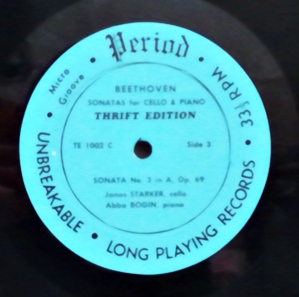 Period
Micro
Groove
33⅓ RPM
BEETHOVEN
SONATAS for CELLO & PIANO
THRIFT EDITION
TE 1002 C
Side 3
SONATA No. 3 in A, Op. 69
Janos STARKER, cello
Abba BOGIN, piano
UNBREAKABLE • LONG PLAYING RECORDS